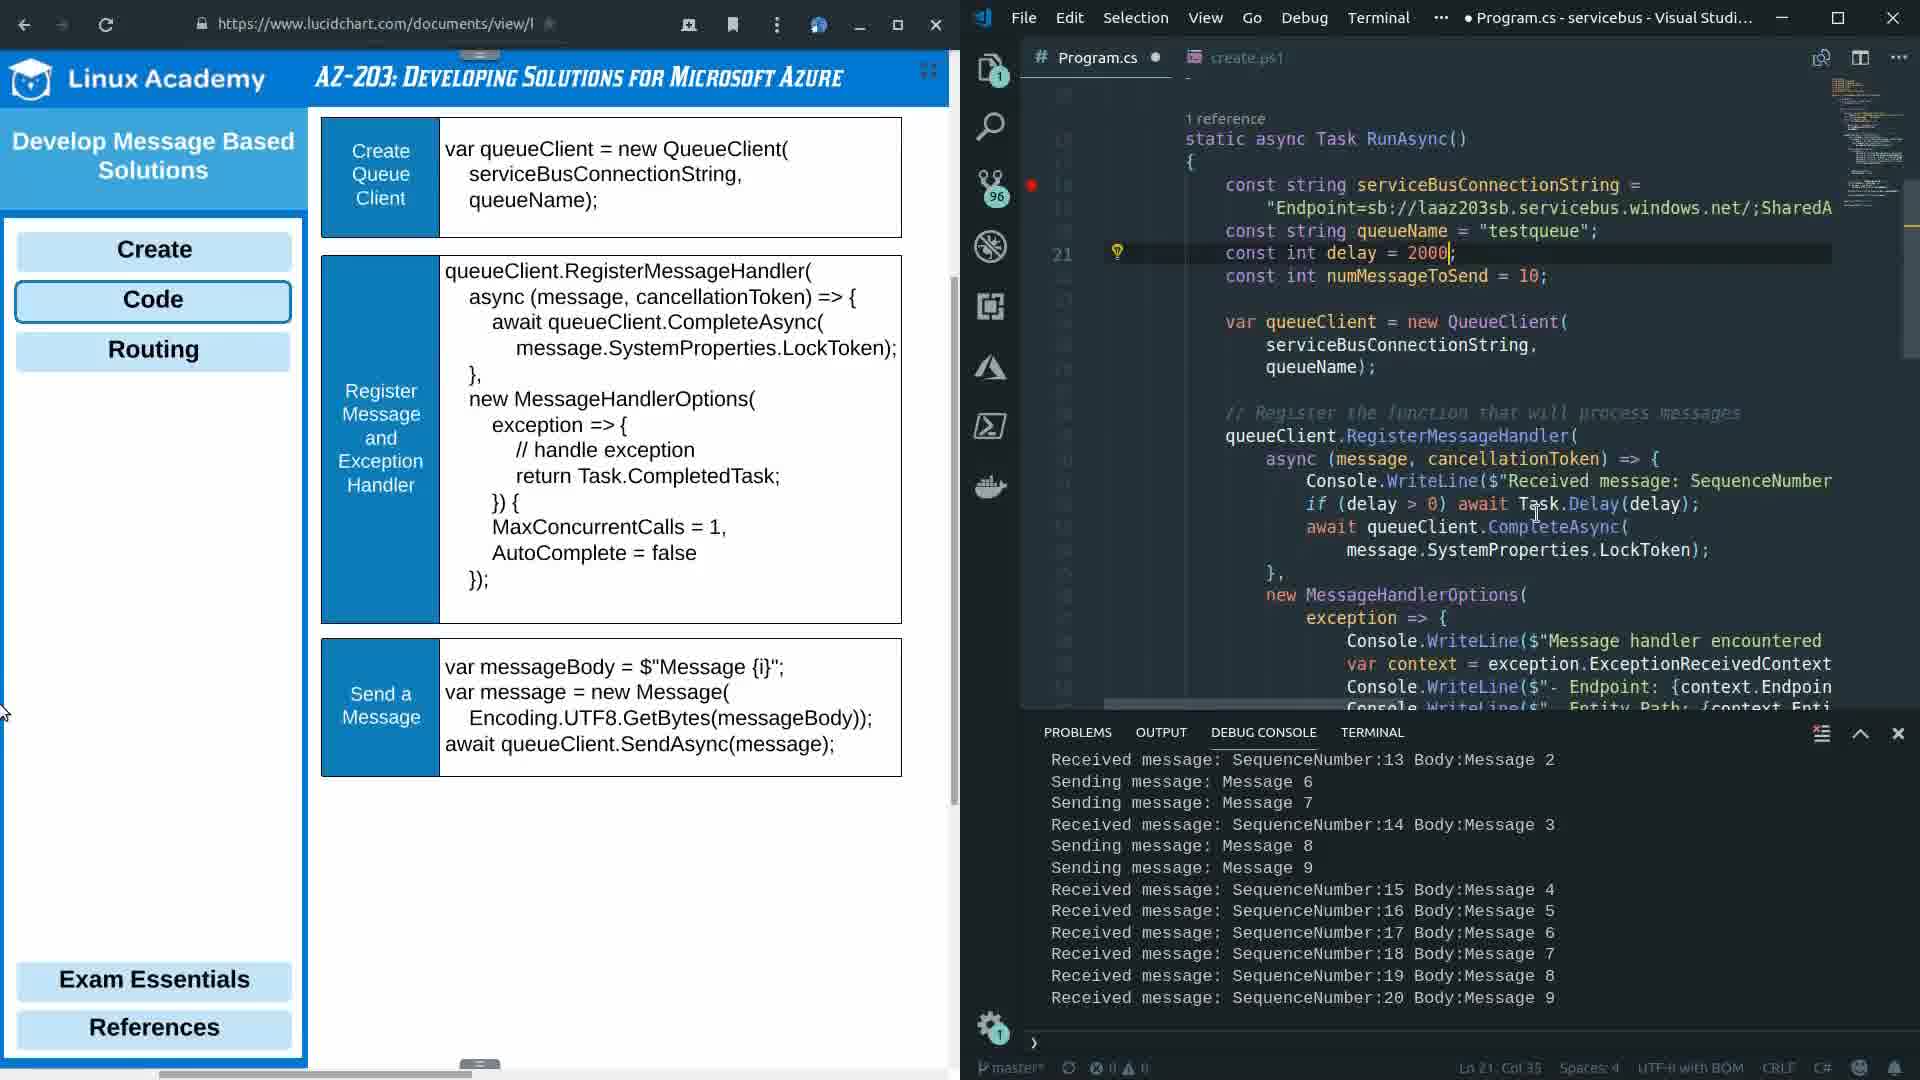 https://www.lucidchart.com/documents/view/l
Linux Academy
AZ-203: Developing Solutions for Microsoft Azure
Develop Message Based
Solutions
Create
Code
Routing
Exam Essentials
References
Create
Queue
Client
var queueClient = new QueueClient(
serviceBusConnectionString,
queueName);
Register
Message
and
Exception
Handler
queueClient.RegisterMessageHandler(
async (message, cancellationToken) => {
await queueClient.CompleteAsync(
message.SystemProperties.LockToken);
},
new MessageHandlerOptions(
exception => {
// handle exception
return Task.CompletedTask;
}) {
MaxConcurrentCalls = 1,
AutoComplete = false
});
Send a
Message
var messageBody = $"Message {i}";
var message = new Message(
Encoding.UTF8.GetBytes(messageBody));
await queueClient.SendAsync(message);
File Edit Selection View Go Debug Terminal ··· ● Program.cs - servicebus - Visual Studi...
# Program.cs ● create.ps1
1
96
1
1 reference
static async Task RunAsync()
{
const string serviceBusConnectionString =
"Endpoint=sb://laaz203sb.servicebus.windows.net/;SharedA
const string queueName = "testqueue";
21 const int delay = 2000;
const int numMessageToSend = 10;
var queueClient = new QueueClient(
serviceBusConnectionString,
queueName);
// Register the function that will process messages
queueClient.RegisterMessageHandler(
async (message, cancellationToken) => {
Console.WriteLine($"Received message: SequenceNumber
if (delay > 0) await Task.Delay(delay);
await queueClient.CompleteAsync(
message.SystemProperties.LockToken);
},
new MessageHandlerOptions(
exception => {
Console.WriteLine($"Message handler encountered
var context = exception.ExceptionReceivedContext
Console.WriteLine($"- Endpoint: {context.Endpoin
Console.WriteLine($"- Entity Path: {context.Enti
PROBLEMS OUTPUT DEBUG CONSOLE TERMINAL
Received message: SequenceNumber:13 Body:Message 2
Sending message: Message 6
Sending message: Message 7
Received message: SequenceNumber:14 Body:Message 3
Sending message: Message 8
Sending message: Message 9
Received message: SequenceNumber:15 Body:Message 4
Received message: SequenceNumber:16 Body:Message 5
Received message: SequenceNumber:17 Body:Message 6
Received message: SequenceNumber:18 Body:Message 7
Received message: SequenceNumber:19 Body:Message 8
Received message: SequenceNumber:20 Body:Message 9
master* 0 0 Ln 21, Col 35 Spaces: 4 UTF-8 with BOM CRLF C#